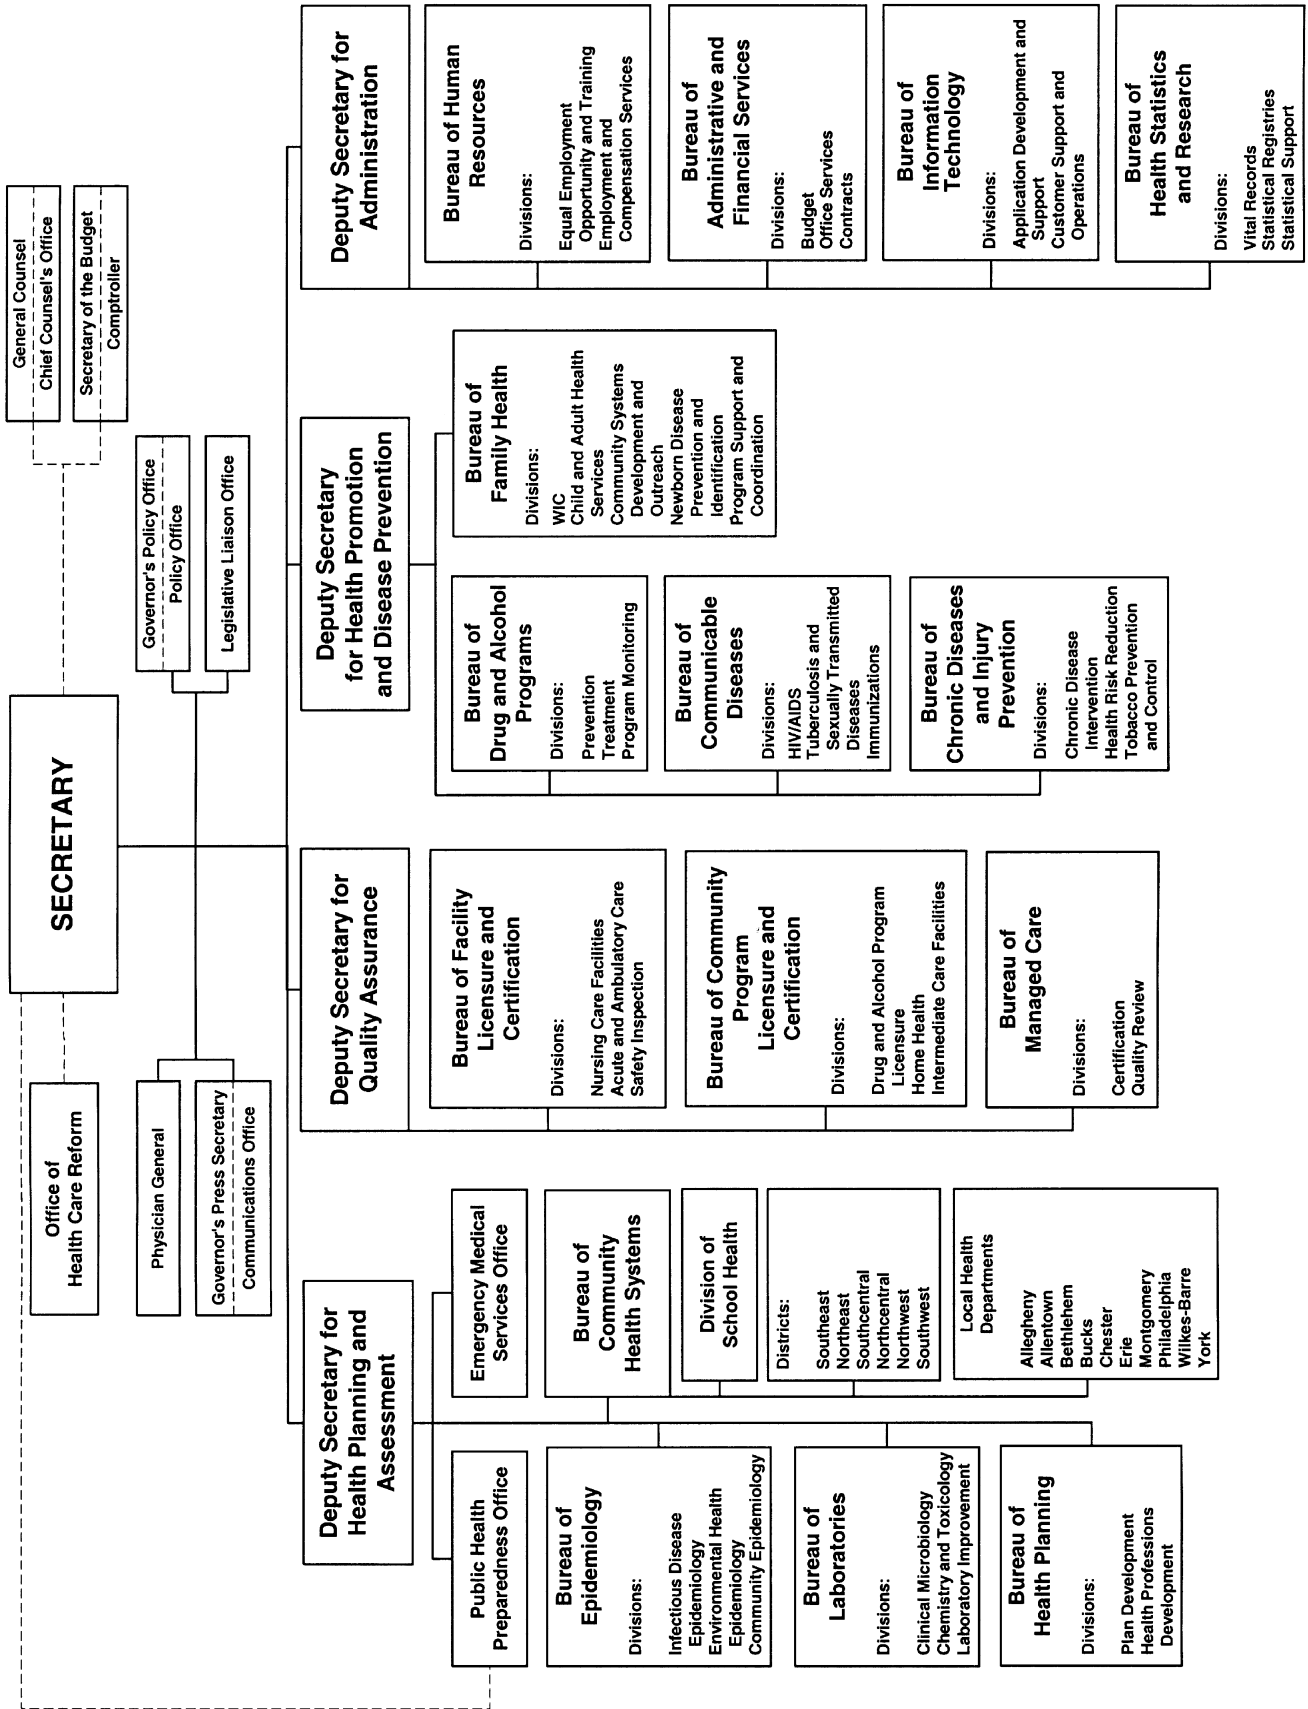 SECRETARY
General Counsel
Chief Counsel's Office
Secretary of the Budget
Comptroller
Office of
Health Care Reform
Governor's Policy Office
Policy Office
Legislative Liaison Office
Physician General
Governor's Press Secretary
Communications Office
Deputy Secretary for
Health Planning and
Assessment
Public Health
Preparedness Office
Emergency Medical
Services Office
Bureau of
Epidemiology
Divisions:
Infectious Disease
Epidemiology
Environmental Health
Epidemiology
Community Epidemiology
Bureau of
Laboratories
Divisions:
Clinical Microbiology
Chemistry and Toxicology
Laboratory Improvement
Bureau of
Health Planning
Divisions:
Plan Development
Health Professions
Development
Bureau of
Community
Health Systems
Division of
School Health
Districts:
Southeast
Northeast
Southcentral
Northcentral
Northwest
Southwest
Local Health
Departments
Allegheny
Allentown
Bethlehem
Bucks
Chester
Erie
Montgomery
Philadelphia
Wilkes-Barre
York
Deputy Secretary for
Quality Assurance
Bureau of Facility
Licensure and
Certification
Divisions:
Nursing Care Facilities
Acute and Ambulatory Care
Safety Inspection
Bureau of Community
Program
Licensure and
Certification
Divisions:
Drug and Alcohol Program
Licensure
Home Health
Intermediate Care Facilities
Bureau of
Managed Care
Divisions:
Certification
Quality Review
Deputy Secretary
for Health Promotion
and Disease Prevention
Bureau of
Drug and Alcohol
Programs
Divisions:
Prevention
Treatment
Program Monitoring
Bureau of
Communicable
Diseases
Divisions:
HIV/AIDS
Tuberculosis and
Sexually Transmitted
Diseases
Immunizations
Bureau of
Chronic Diseases
and Injury
Prevention
Divisions:
Chronic Disease
Intervention
Health Risk Reduction
Tobacco Prevention
and Control
Bureau of
Family Health
Divisions:
WIC
Child and Adult Health
Services
Community Systems
Development and
Outreach
Newborn Disease
Prevention and
Identification
Program Support and
Coordination
Deputy Secretary for
Administration
Bureau of Human
Resources
Divisions:
Equal Employment
Opportunity and Training
Employment and
Compensation Services
Bureau of
Administrative and
Financial Services
Divisions:
Budget
Office Services
Contracts
Bureau of
Information
Technology
Divisions:
Application Development and
Support
Customer Support and
Operations
Bureau of
Health Statistics
and Research
Divisions:
Vital Records
Statistical Registries
Statistical Support